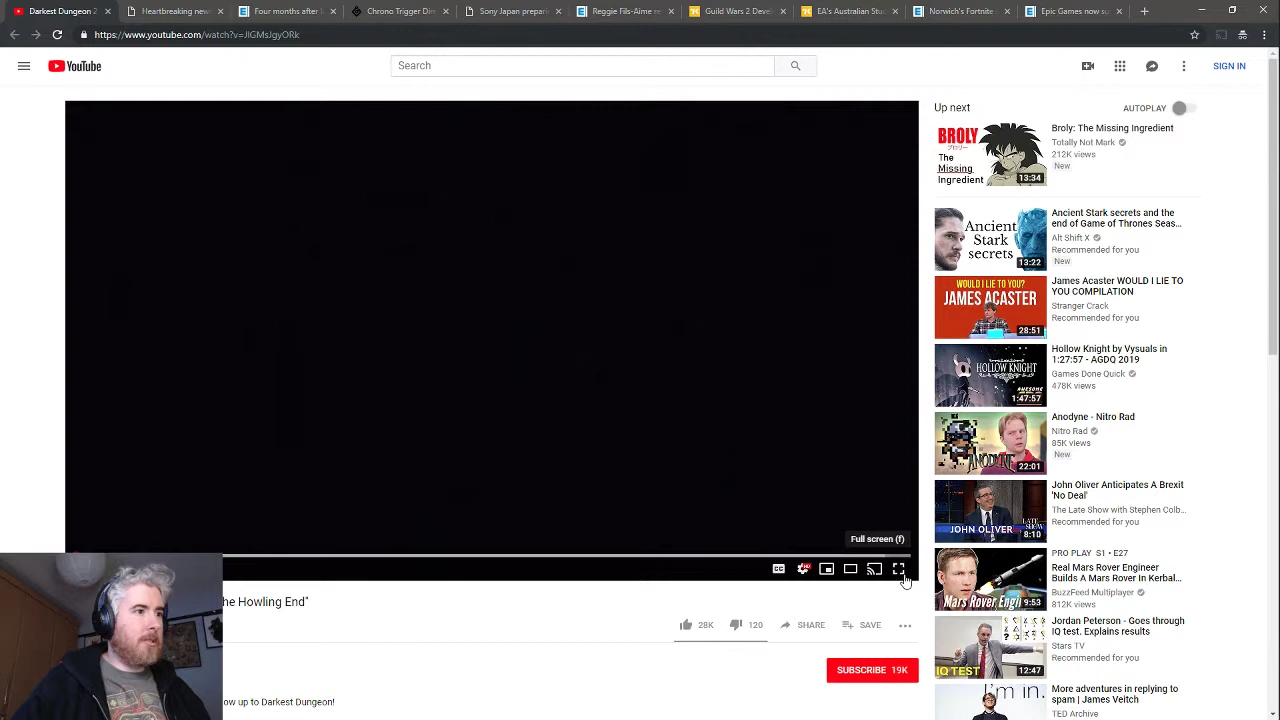 Darkest Dungeon 2
Heartbreaking new
Four months after
Chrono Trigger Dim
Sony Japan prepari
Reggie Fils-Aime re
Guild Wars 2 Deve
EA's Australian Stu
Norwich's Fortnite
Epic Games now su
https://www.youtube.com/watch?v=JIGMsJgyORk
YouTube
Search
SIGN IN
Up next
AUTOPLAY
BROLY
The
Missing
Ingredient
13:34
Broly: The Missing Ingredient
Totally Not Mark
212K views
New
Ancient
Stark
secrets
13:22
Ancient Stark secrets and the
end of Game of Thrones Seas...
Alt Shift X
Recommended for you
New
WOULD I LIE TO YOU?
JAMES ACASTER
28:51
James Acaster WOULD I LIE TO
YOU COMPILATION
Stranger Crack
Recommended for you
HOLLOW KNIGHT
AWESOME
1:47:57
Hollow Knight by Vysuals in
1:27:57 - AGDQ 2019
Games Done Quick
478K views
ANODYNE
22:01
Anodyne - Nitro Rad
Nitro Rad
85K views
New
LATE
SHOW
JOHN OLIVER
8:10
John Oliver Anticipates A Brexit
'No Deal'
The Late Show with Stephen Colb...
Recommended for you
Mars Rover Engi
9:53
PRO PLAY S1 • E27
Real Mars Rover Engineer
Builds A Mars Rover In Kerbal...
BuzzFeed Multiplayer
812K views
IQ TEST
12:47
Jordan Peterson - Goes through
IQ test. Explains results
Stars TV
Recommended for you
I'm in.
More adventures in replying to
spam | James Veitch
TED Archive
Full screen (f)
CC
HD
he Howling End"
28K
120
SHARE
SAVE
SUBSCRIBE 19K
ow up to Darkest Dungeon!